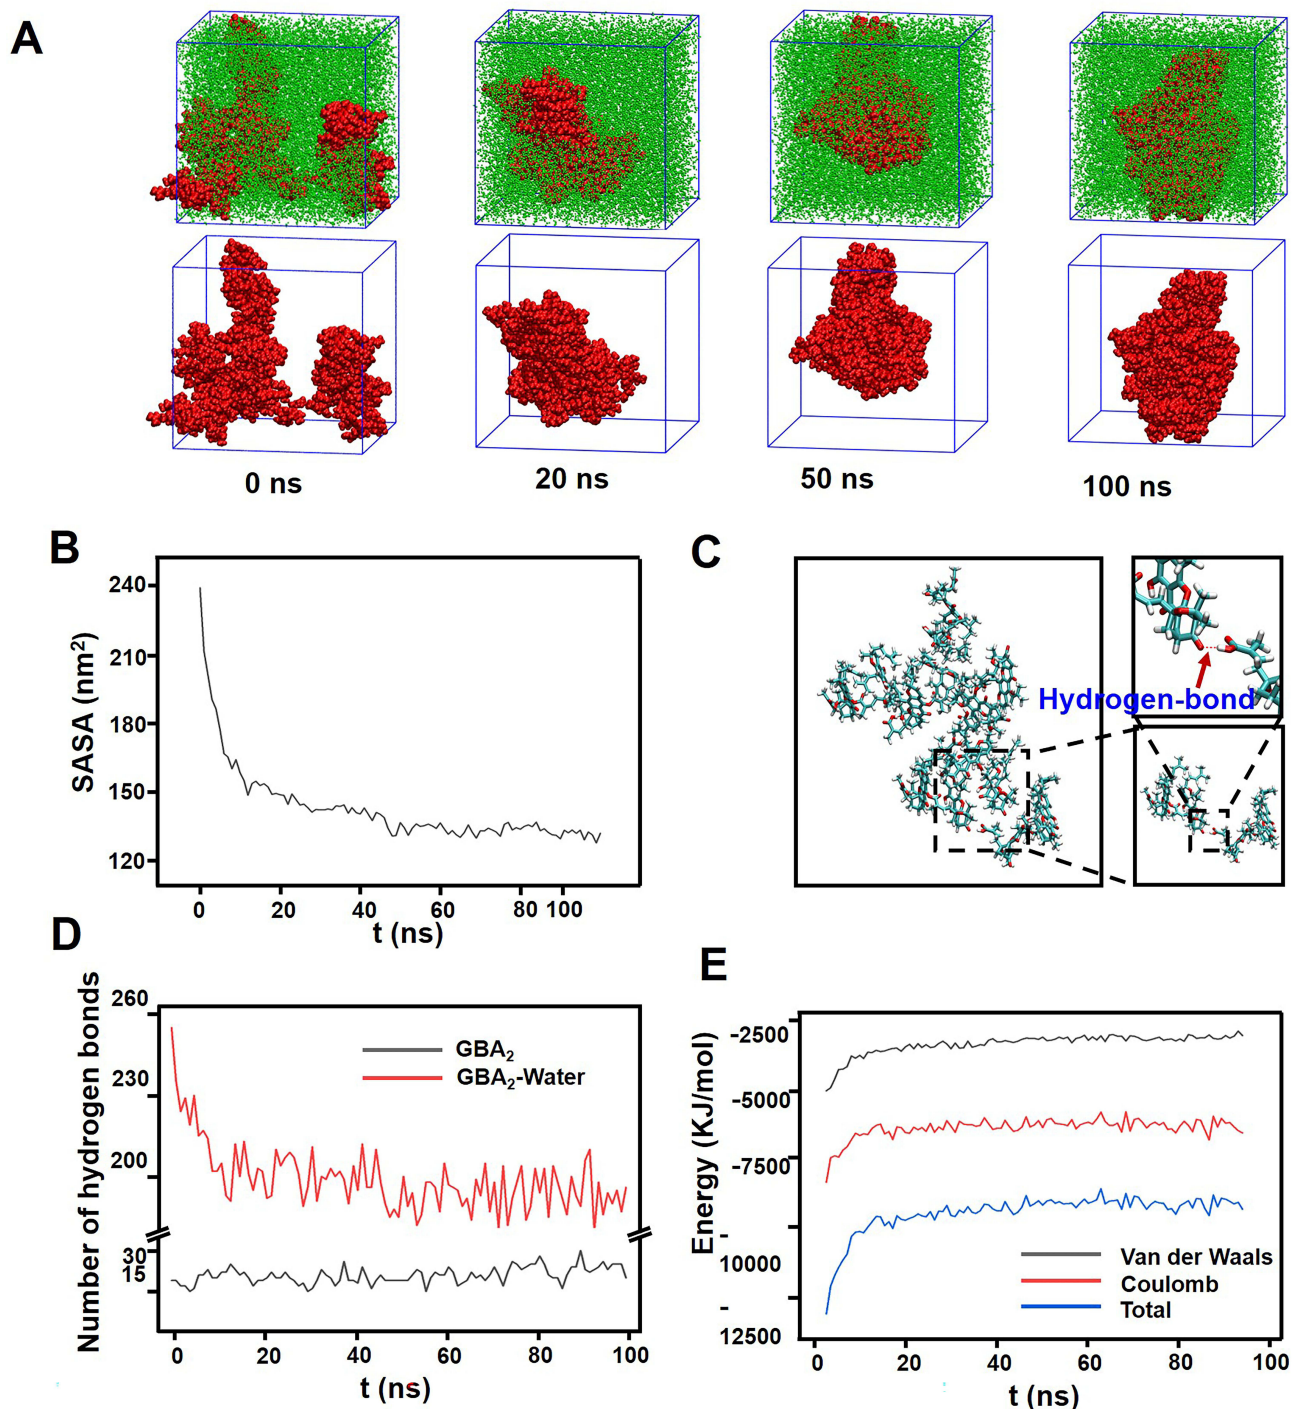 A
0 ns
20 ns
50 ns
100 ns
B
SASA (nm²)
240
210
180
150
120
0 20 40 60 80 100
t (ns)
C
Hydrogen-bond
D
Number of hydrogen bonds
260
230
200
30
15
GBA₂
GBA₂-Water
0 20 40 60 80 100
t (ns)
E
Energy (KJ/mol)
-2500
-5000
-7500
-
10000
-
12500
Van der Waals
Coulomb
Total
0 20 40 60 80 100
t (ns)